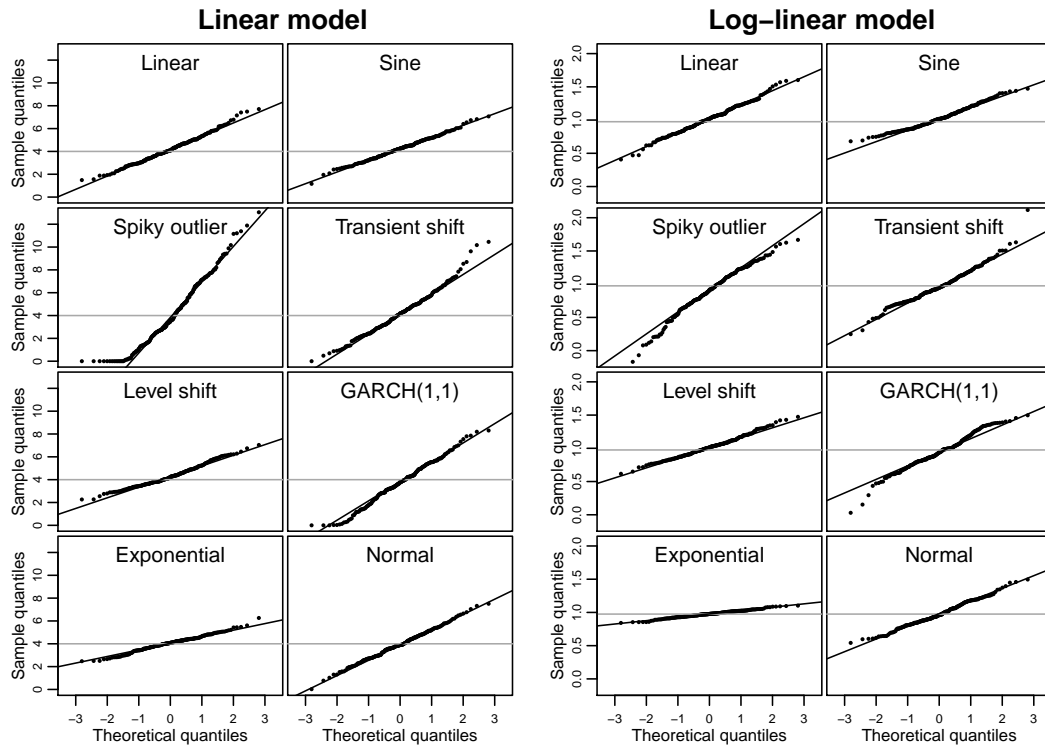 Linear model
Log−linear model
Linear
Sine
Linear
Sine
Sample quantiles
0 2 4 6 8 10 12
Sample quantiles
0.0 0.5 1.0 1.5 2.0
Spiky outlier
Transient shift
Spiky outlier
Transient shift
Sample quantiles
0 2 4 6 8 10
Sample quantiles
0.0 0.5 1.0 1.5 2.0
Level shift
GARCH(1,1)
Level shift
GARCH(1,1)
Sample quantiles
0 2 4 6 8 10
Sample quantiles
0.0 0.5 1.0 1.5 2.0
Exponential
Normal
Exponential
Normal
Sample quantiles
0 2 4 6 8 10
Sample quantiles
0.0 0.5 1.0 1.5 2.0
−3 −2 −1 0 1 2 3
−3 −2 −1 0 1 2 3
−3 −2 −1 0 1 2 3
−3 −2 −1 0 1 2 3
Theoretical quantiles
Theoretical quantiles
Theoretical quantiles
Theoretical quantiles